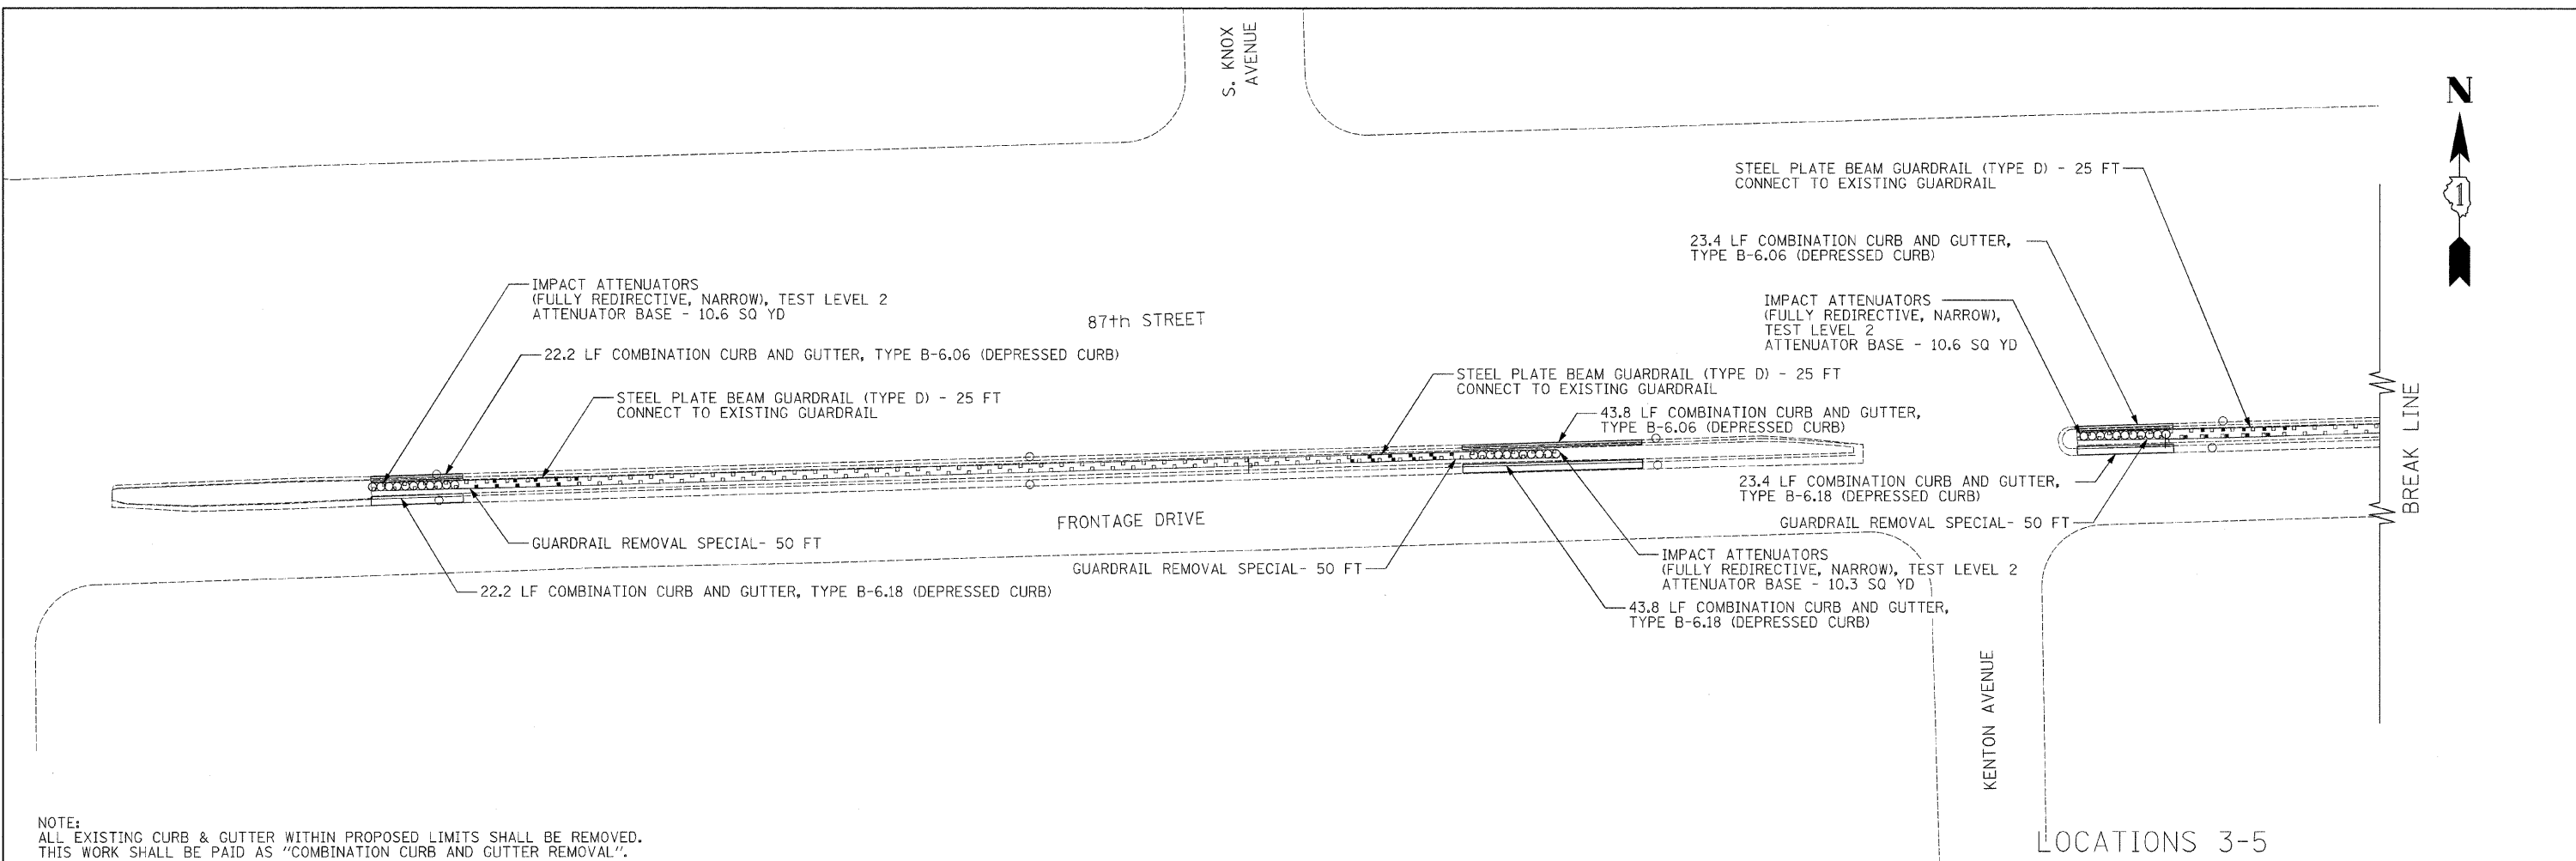 S. KNOX
AVENUE
N
1
STEEL PLATE BEAM GUARDRAIL (TYPE D) - 25 FT
CONNECT TO EXISTING GUARDRAIL
23.4 LF COMBINATION CURB AND GUTTER,
TYPE B-6.06 (DEPRESSED CURB)
IMPACT ATTENUATORS
(FULLY REDIRECTIVE, NARROW), TEST LEVEL 2
ATTENUATOR BASE - 10.6 SQ YD
87th STREET
IMPACT ATTENUATORS
(FULLY REDIRECTIVE, NARROW),
TEST LEVEL 2
ATTENUATOR BASE - 10.6 SQ YD
22.2 LF COMBINATION CURB AND GUTTER, TYPE B-6.06 (DEPRESSED CURB)
STEEL PLATE BEAM GUARDRAIL (TYPE D) - 25 FT
CONNECT TO EXISTING GUARDRAIL
STEEL PLATE BEAM GUARDRAIL (TYPE D) - 25 FT
CONNECT TO EXISTING GUARDRAIL
43.8 LF COMBINATION CURB AND GUTTER,
TYPE B-6.06 (DEPRESSED CURB)
BREAK LINE
23.4 LF COMBINATION CURB AND GUTTER,
TYPE B-6.18 (DEPRESSED CURB)
FRONTAGE DRIVE
GUARDRAIL REMOVAL SPECIAL- 50 FT
GUARDRAIL REMOVAL SPECIAL- 50 FT
GUARDRAIL REMOVAL SPECIAL- 50 FT
IMPACT ATTENUATORS
(FULLY REDIRECTIVE, NARROW), TEST LEVEL 2
ATTENUATOR BASE - 10.3 SQ YD
22.2 LF COMBINATION CURB AND GUTTER, TYPE B-6.18 (DEPRESSED CURB)
43.8 LF COMBINATION CURB AND GUTTER,
TYPE B-6.18 (DEPRESSED CURB)
KENTON AVENUE
NOTE:
ALL EXISTING CURB & GUTTER WITHIN PROPOSED LIMITS SHALL BE REMOVED.
THIS WORK SHALL BE PAID AS "COMBINATION CURB AND GUTTER REMOVAL".
LOCATIONS 3-5